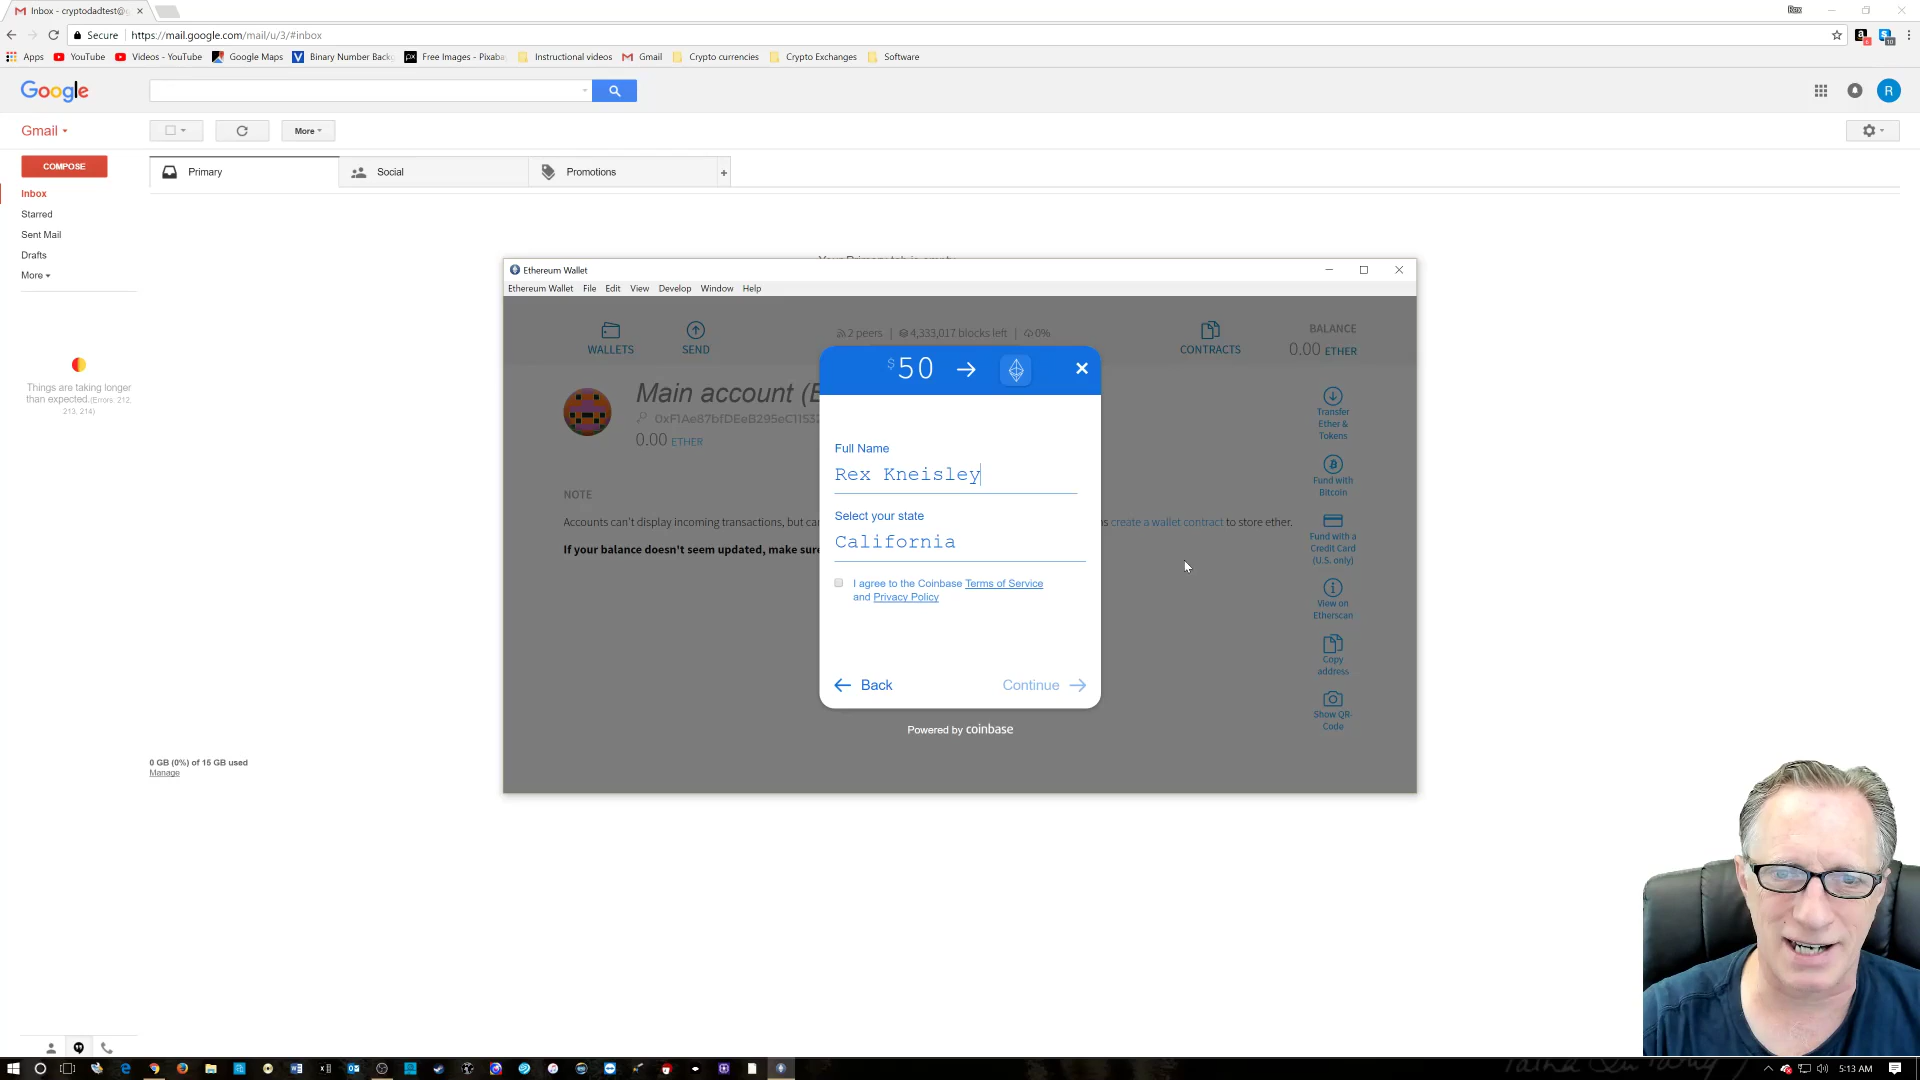 Inbox - cryptodadtest@g
Rex
Secure
https://mail.google.com/mail/u/3/#inbox
Apps
YouTube
Videos - YouTube
Google Maps
Binary Number Back
Free Images - Pixaba
Instructional videos
Gmail
Crypto currencies
Crypto Exchanges
Software
Google
R
Gmail
More
COMPOSE
Primary
Social
Promotions
+
Inbox
Starred
Sent Mail
Drafts
More
Things are taking longer
than expected.(Errors: 212,
213, 214)
0 GB (0%) of 15 GB used
Manage
Ethereum Wallet
Ethereum Wallet File Edit View Develop Window Help
WALLETS
SEND
2 peers | 4,333,017 blocks left | 0%
CONTRACTS
BALANCE
0.00 ETHER
Main account (E
0xF1Ae87bfDEeB295eC11532
0.00 ETHER
NOTE
Accounts can't display incoming transactions, but ca
ns create a wallet contract to store ether.
If your balance doesn't seem updated, make sure
Transfer
Ether &
Tokens
Fund with
Bitcoin
Fund with a
Credit Card
(U.S. only)
View on
Etherscan
Copy
address
Show QR-
Code
$50
Full Name
Rex Kneisley
Select your state
California
I agree to the Coinbase Terms of Service
and Privacy Policy
Back
Continue
Powered by coinbase
5:13 AM